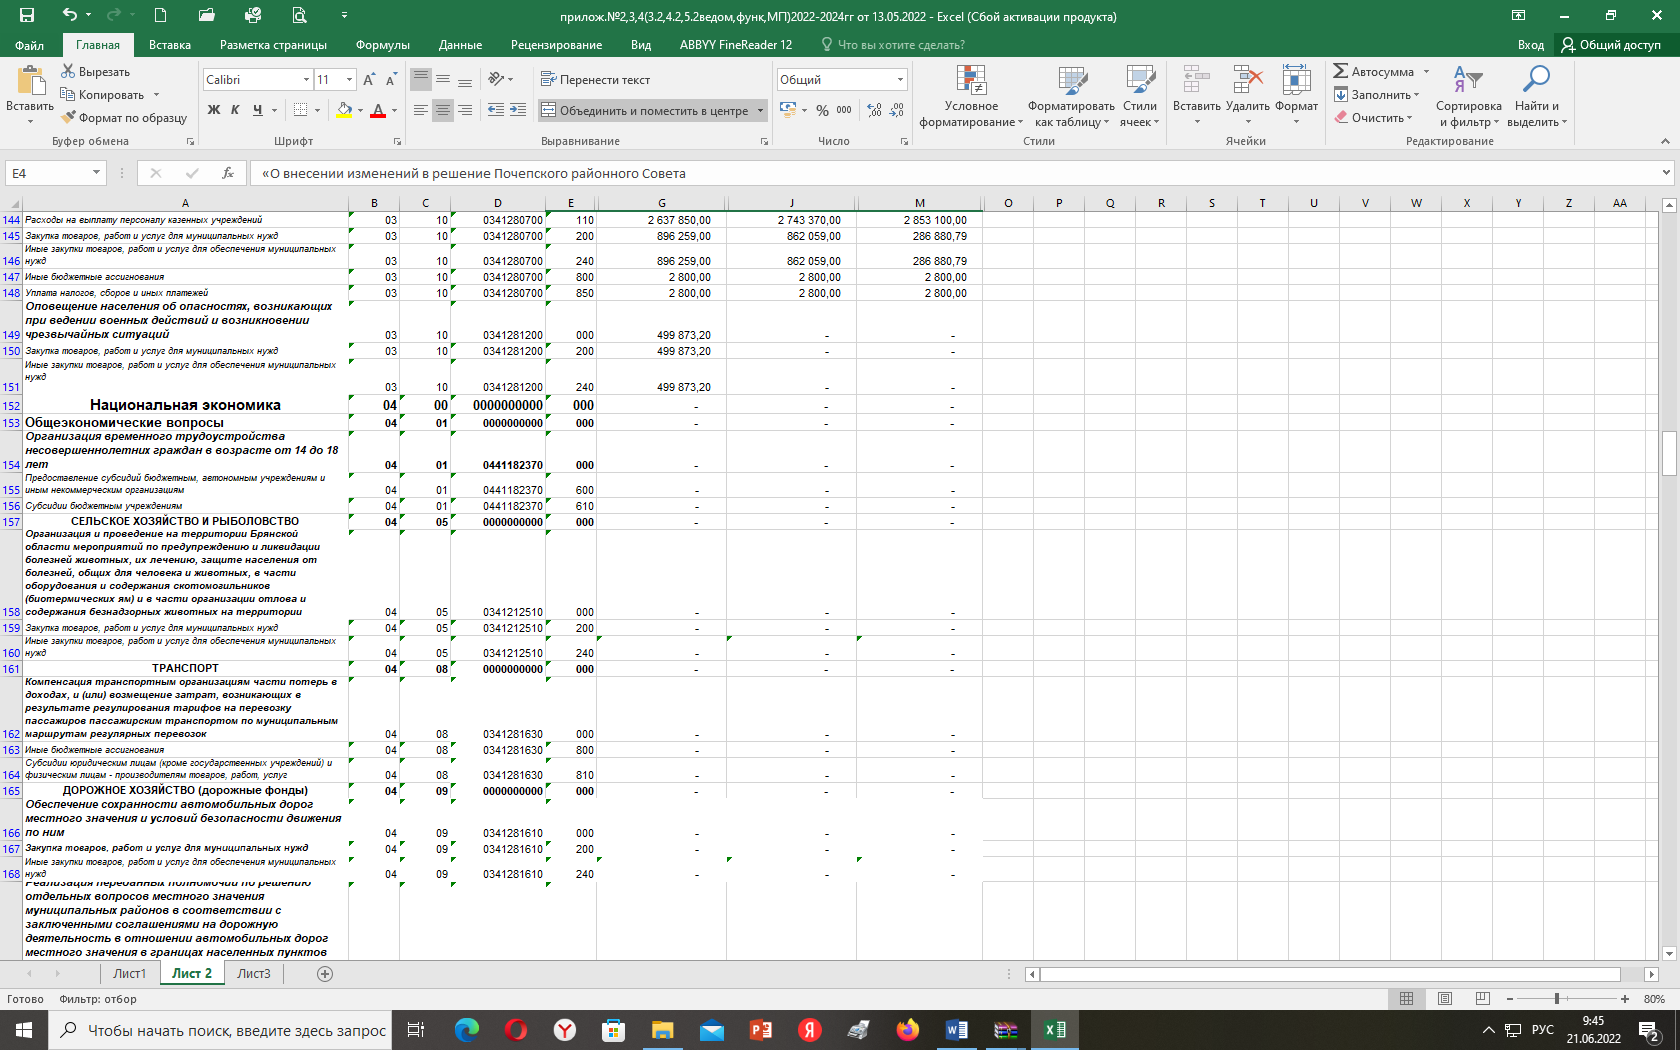 прилож.№2,3,4(3.2,4.2,5.2ведом,функ,МП)2022-2024гг от 13.05.2022 - Excel (Сбой активации продукта)
Файл Главная Вставка Разметка страницы Формулы Данные Рецензирование Вид ABBYY FineReader 12 Что вы хотите сделать? Вход Общий доступ
Вставить
Вырезать
Копировать
Формат по образцу
Буфер обмена
Calibri 11
Ж К Ч
Шрифт
Перенести текст
Объединить и поместить в центре
Выравнивание
Общий
% 000
Число
Условное форматирование
Форматировать как таблицу
Стили ячеек
Стили
Вставить Удалить Формат
Ячейки
Автосумма
Заполнить
Очистить
Сортировка и фильтр
Найти и выделить
Редактирование
E4 fx «О внесении изменений в решение Почепского районного Совета
A B C D E G J M O P Q R S T U V W X Y Z AA
144 Расходы на выплату персоналу казенных учреждений 03 10 0341280700 110 2 637 850,00 2 743 370,00 2 853 100,00
145 Закупка товаров, работ и услуг для муниципальных нужд 03 10 0341280700 200 896 259,00 862 059,00 286 880,79
Иные закупки товаров, работ и услуг для обеспечения муниципальных
146 нужд 03 10 0341280700 240 896 259,00 862 059,00 286 880,79
147 Иные бюджетные ассигнования 03 10 0341280700 800 2 800,00 2 800,00 2 800,00
148 Уплата налогов, сборов и иных платежей 03 10 0341280700 850 2 800,00 2 800,00 2 800,00
Оповещение населения об опасностях, возникающих
при ведении военных действий и возникновении
149 чрезвычайных ситуаций 03 10 0341281200 000 499 873,20 - -
150 Закупка товаров, работ и услуг для муниципальных нужд 03 10 0341281200 200 499 873,20 - -
Иные закупки товаров, работ и услуг для обеспечения муниципальных
нужд
151 03 10 0341281200 240 499 873,20 - -
152 Национальная экономика 04 00 0000000000 000 - - -
153 Общеэкономические вопросы 04 01 0000000000 000 - - -
Организация временного трудоустройства
несовершеннолетних граждан в возрасте от 14 до 18
154 лет 04 01 0441182370 000 - - -
Предоставление субсидий бюджетным, автономным учреждениям и
155 иным некоммерческим организациям 04 01 0441182370 600 - - -
156 Субсидии бюджетным учреждениям 04 01 0441182370 610 - - -
157 СЕЛЬСКОЕ ХОЗЯЙСТВО И РЫБОЛОВСТВО 04 05 0000000000 000 - - -
Организация и проведение на территории Брянской
области мероприятий по предупреждению и ликвидации
болезней животных, их лечению, защите населения от
болезней, общих для человека и животных, в части
оборудования и содержания скотомогильников
(биотермических ям) и в части организации отлова и
158 содержания безнадзорных животных на территории 04 05 0341212510 000 - - -
159 Закупка товаров, работ и услуг для муниципальных нужд 04 05 0341212510 200 - - -
Иные закупки товаров, работ и услуг для обеспечения муниципальных
160 нужд 04 05 0341212510 240 - - -
161 ТРАНСПОРТ 04 08 0000000000 000 - - -
Компенсация транспортным организациям части потерь в
доходах, и (или) возмещение затрат, возникающих в
результате регулирования тарифов на перевозку
пассажиров пассажирским транспортом по муниципальным
162 маршрутам регулярных перевозок 04 08 0341281630 000 - - -
163 Иные бюджетные ассигнования 04 08 0341281630 800 - - -
Субсидии юридическим лицам (кроме государственных учреждений) и
164 физическим лицам - производителям товаров, работ, услуг 04 08 0341281630 810 - - -
165 ДОРОЖНОЕ ХОЗЯЙСТВО (дорожные фонды) 04 09 0000000000 000 - - -
Обеспечение сохранности автомобильных дорог
местного значения и условий безопасности движения
166 по ним 04 09 0341281610 000 - - -
167 Закупка товаров, работ и услуг для муниципальных нужд 04 09 0341281610 200 - - -
Иные закупки товаров, работ и услуг для обеспечения муниципальных
168 нужд 04 09 0341281610 240 - - -
Реализация переданных полномочий по решению
отдельных вопросов местного значения
муниципальных районов в соответствии с
заключенными соглашениями на дорожную
деятельность в отношении автомобильных дорог
местного значения в границах населенных пунктов
Лист1 Лист 2 Лист3
Готово Фильтр: отбор 80%
Чтобы начать поиск, введите здесь запрос РУС 9:45
21.06.2022 2